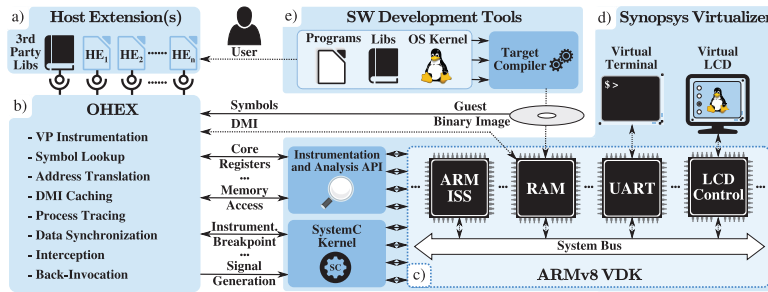 a) Host Extension(s)
3rd Party Libs
HE1 HE2 ...... HEn
User
e) SW Development Tools
Programs Libs OS Kernel
Target Compiler
d) Synopsys Virtualizer
Virtual Terminal
$ >
Virtual LCD
b) OHEX
- VP Instrumentation
- Symbol Lookup
- Address Translation
- DMI Caching
- Process Tracing
- Data Synchronization
- Interception
- Back-Invocation
Symbols
Guest Binary Image
DMI
Core Registers
...
Memory Access
Instrument. Breakpoint
...
Signal Generation
Instrumentation and Analysis API
SystemC Kernel
SC
... ARM ISS ... RAM ... UART ... LCD Control ...
System Bus
c) ARMv8 VDK